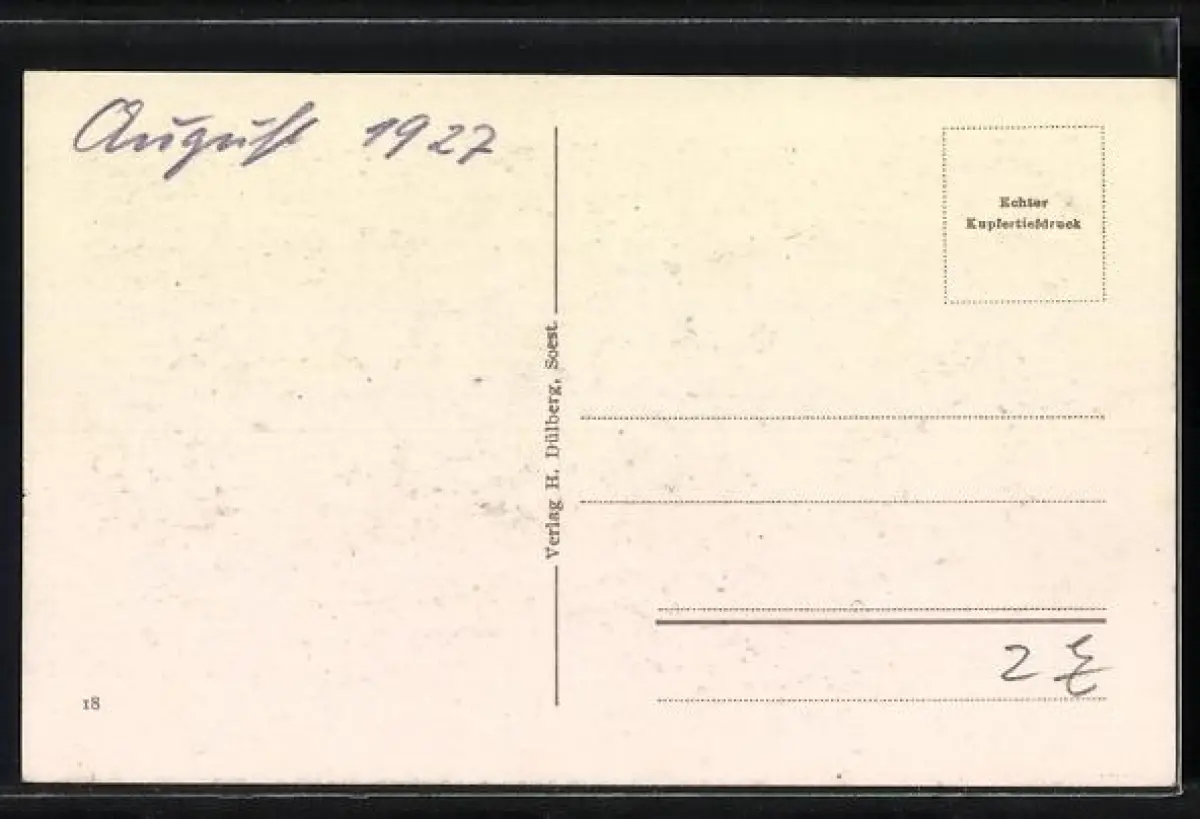 August 1927
Echter
Kupfertiefdruck
Verlag H. Dülberg, Soest.
2
18